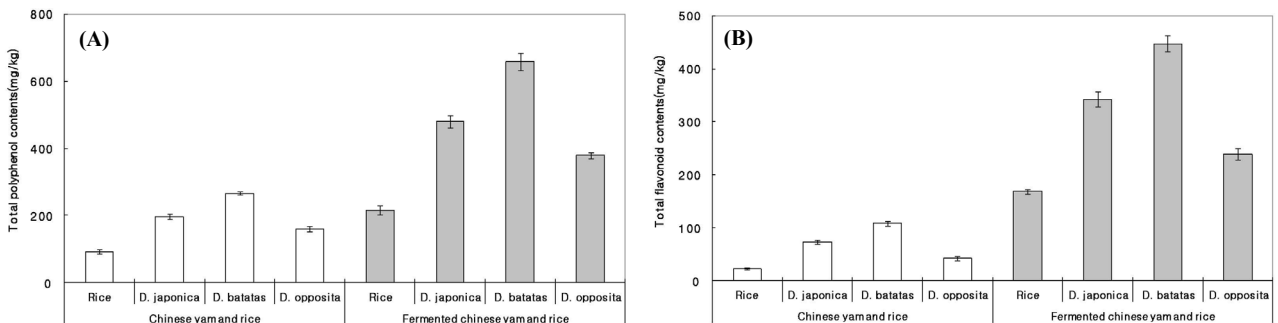 (A)
Total polyphenol contents(mg/kg)
800
600
400
200
0
Rice D. japonica D. batatas D. opposita Rice D. japonica D. batatas D. opposita
Chinese yam and rice Fermented chinese yam and rice
(B)
Total flavonoid contents(mg/kg)
500
400
300
200
100
0
Rice D. japonica D. batatas D. opposita Rice D. japonica D. batatas D. opposita
Chinese yam and rice Fermented chinese yam and rice